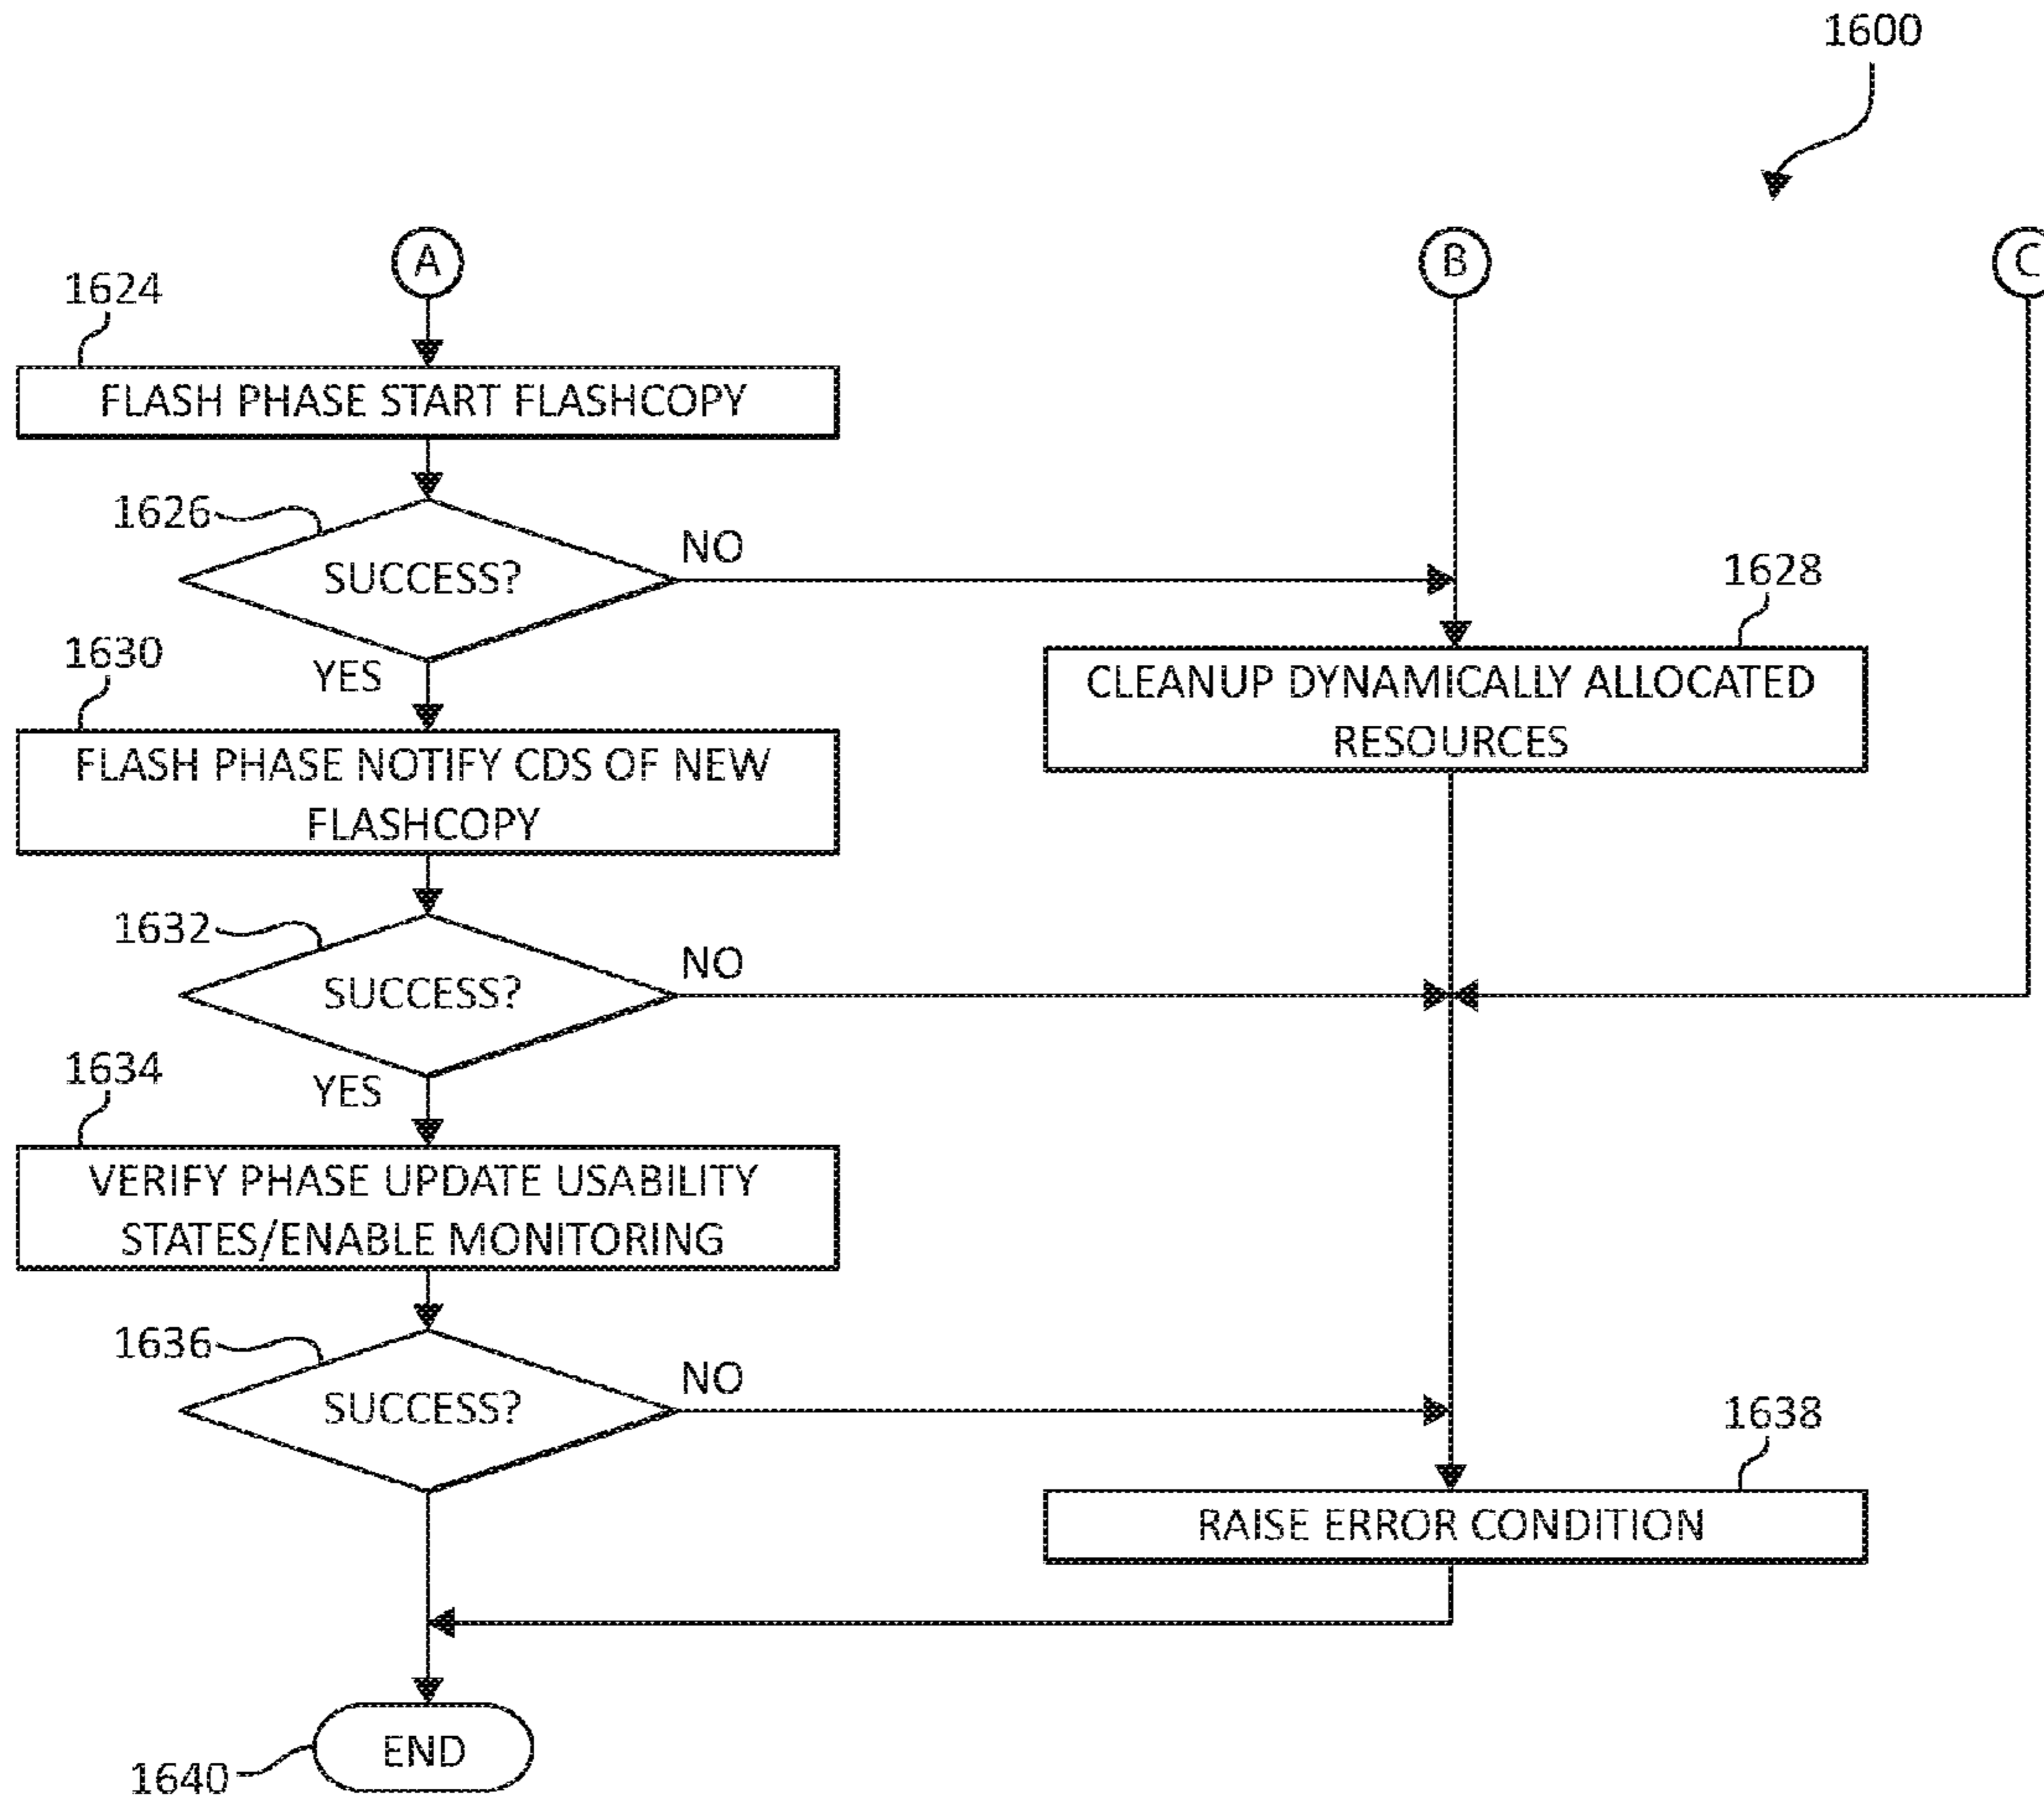 1600
A
B
C
1624
FLASH PHASE START FLASHCOPY
1626
SUCCESS?
NO
YES
1628
CLEANUP DYNAMICALLY ALLOCATED
RESOURCES
1630
FLASH PHASE NOTIFY CDS OF NEW
FLASHCOPY
1632
SUCCESS?
NO
YES
1634
VERIFY PHASE UPDATE USABILITY
STATES/ENABLE MONITORING
1636
SUCCESS?
NO
1638
RAISE ERROR CONDITION
END
1640